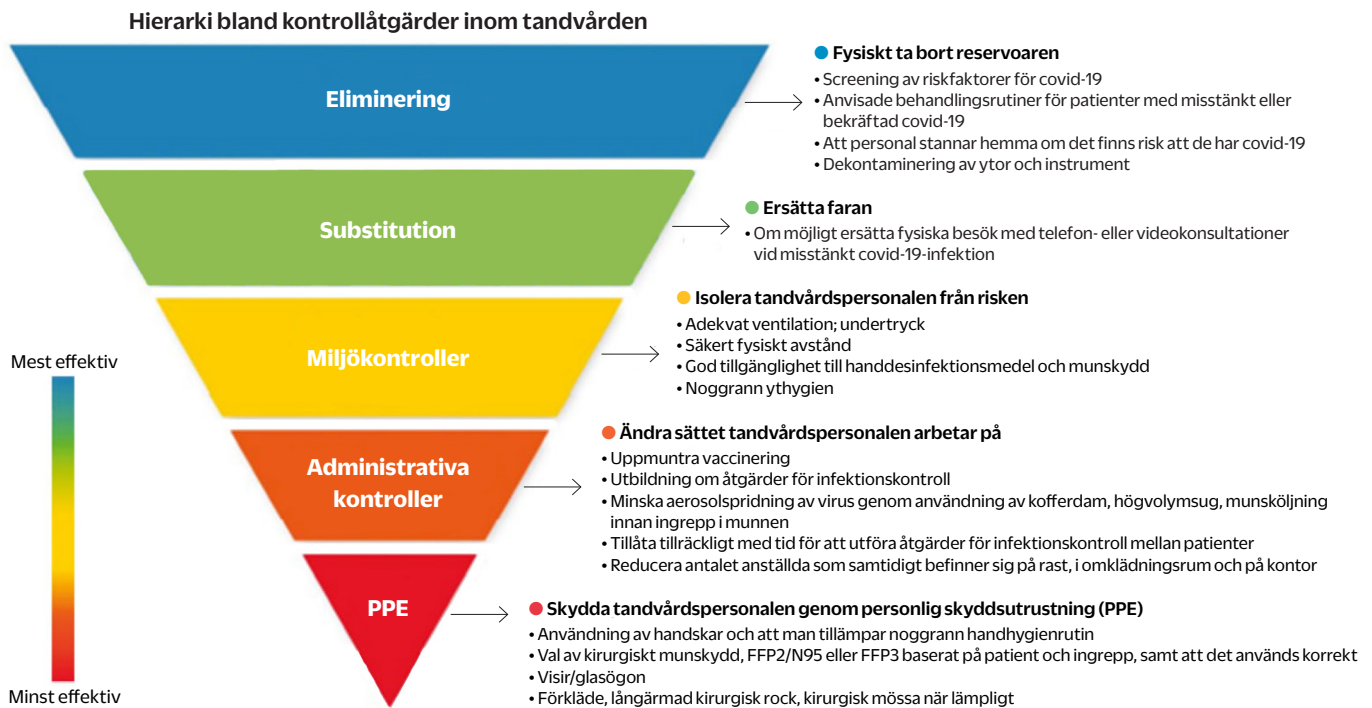 Hierarki bland kontrollåtgärder inom tandvården
Eliminering
● Fysiskt ta bort reservoaren
• Screening av riskfaktorer för covid-19
• Anvisade behandlingsrutiner för patienter med misstänkt eller
bekräftad covid-19
• Att personal stannar hemma om det finns risk att de har covid-19
• Dekontaminering av ytor och instrument
Substitution
● Ersätta faran
• Om möjligt ersätta fysiska besök med telefon- eller videokonsultationer
vid misstänkt covid-19-infektion
Miljökontroller
● Isolera tandvårdspersonalen från risken
• Adekvat ventilation; undertryck
• Säkert fysiskt avstånd
• God tillgänglighet till handdesinfektionsmedel och munskydd
• Noggrann ythygien
Mest effektiv
Administrativa
kontroller
● Ändra sättet tandvårdspersonalen arbetar på
• Uppmuntra vaccinering
• Utbildning om åtgärder för infektionskontroll
• Minska aerosolspridning av virus genom användning av kofferdam, högvolymsug, munsköljning
innan ingrepp i munnen
• Tillåta tillräckligt med tid för att utföra åtgärder för infektionskontroll mellan patienter
• Reducera antalet anställda som samtidigt befinner sig på rast, i omklädningsrum och på kontor
PPE
● Skydda tandvårdspersonalen genom personlig skyddsutrustning (PPE)
• Användning av handskar och att man tillämpar noggrann handhygienrutin
• Val av kirurgiskt munskydd, FFP2/N95 eller FFP3 baserat på patient och ingrepp, samt att det används korrekt
• Visir/glasögon
• Förkläde, långärmad kirurgisk rock, kirurgisk mössa när lämpligt
Minst effektiv